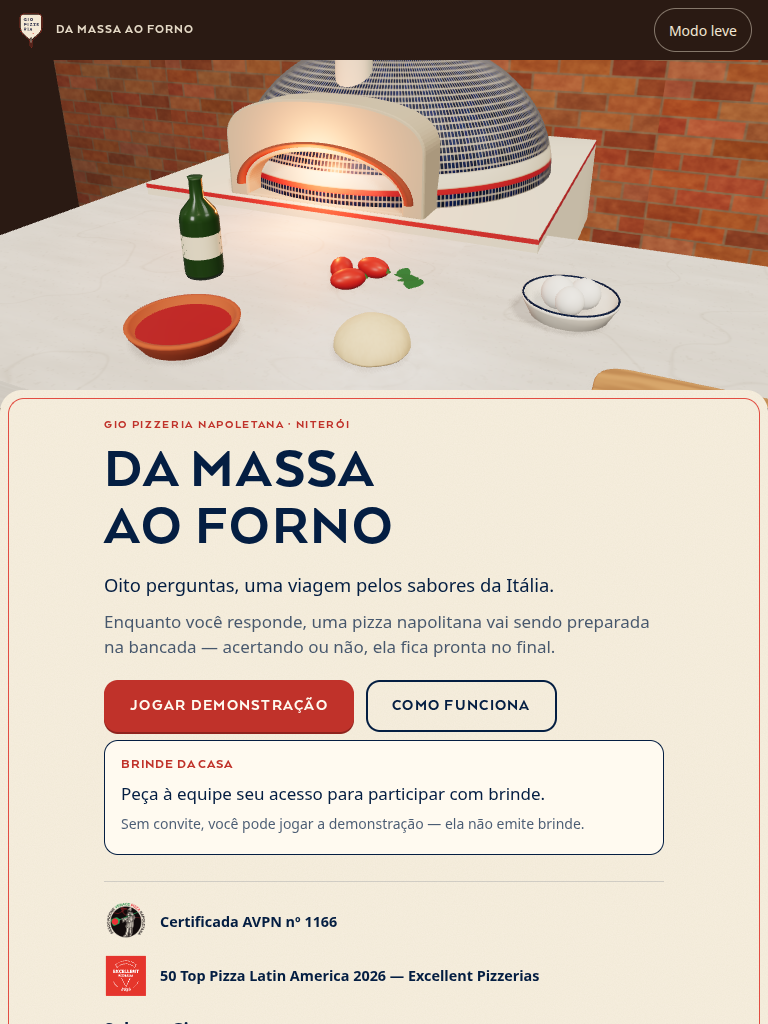 GIO
PIZZE
RIA
DA MASSA AO FORNO
Modo leve
GIO PIZZERIA NAPOLETANA · NITERÓI
DA MASSA
AO FORNO
Oito perguntas, uma viagem pelos sabores da Itália.
Enquanto você responde, uma pizza napolitana vai sendo preparada
na bancada — acertando ou não, ela fica pronta no final.
JOGAR DEMONSTRAÇÃO
COMO FUNCIONA
BRINDE DA CASA
Peça à equipe seu acesso para participar com brinde.
Sem convite, você pode jogar a demonstração — ela não emite brinde.
Certificada AVPN nº 1166
EXCELLENT
50 Top Pizza Latin America 2026 — Excellent Pizzerias